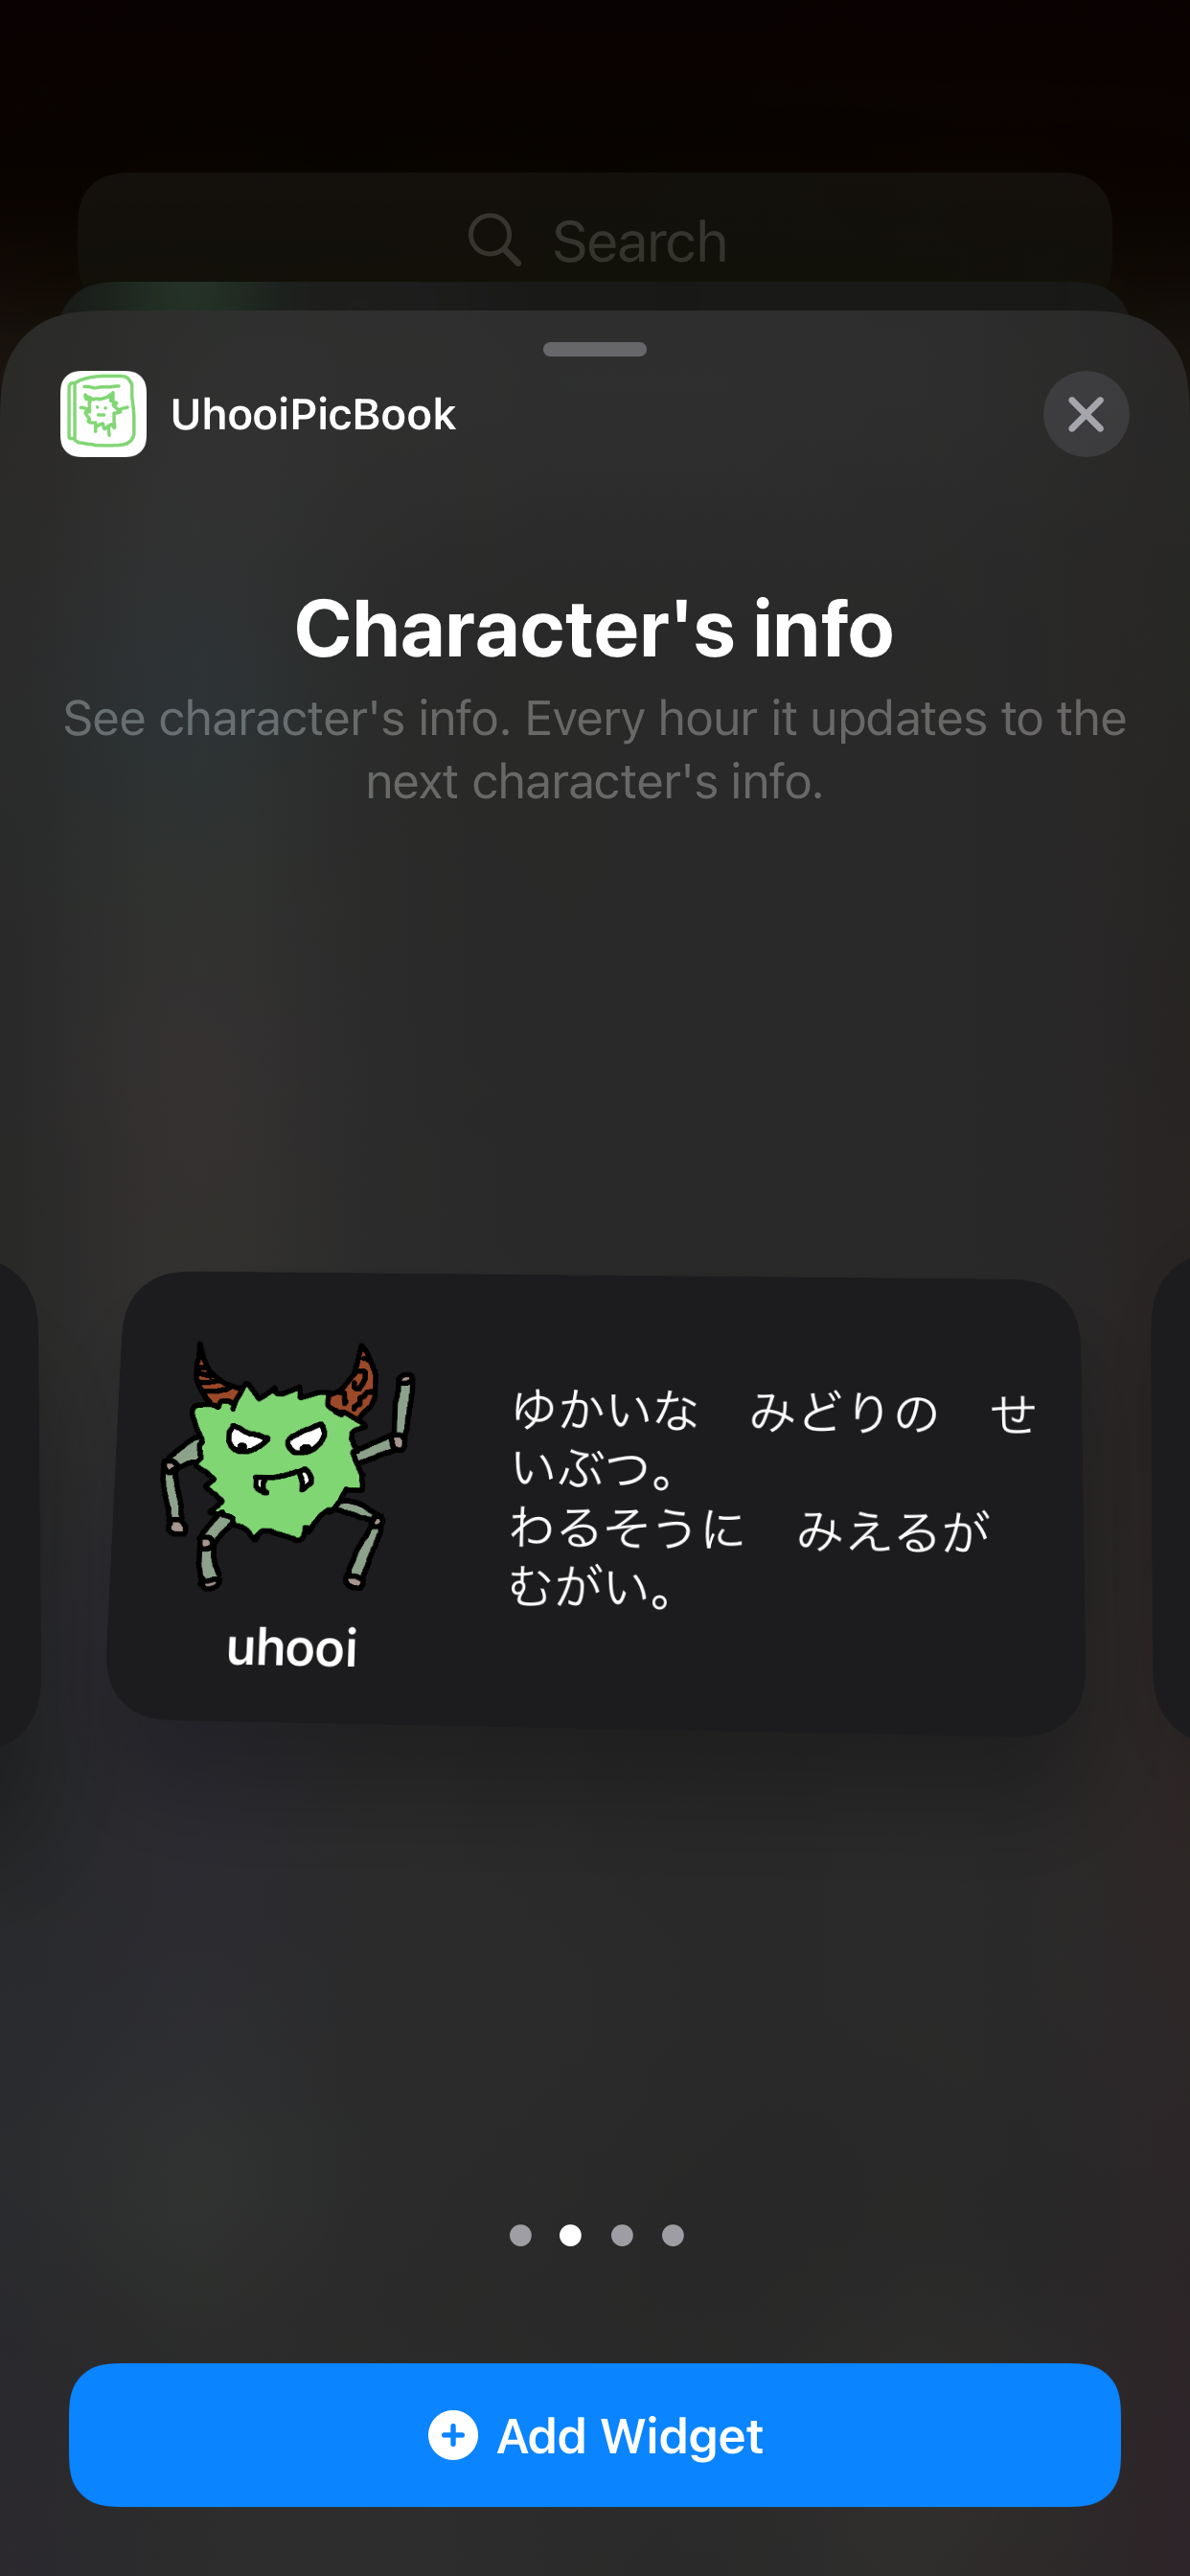 Search
UhooiPicBook
Character's info
See character's info. Every hour it updates to the
next character's info.
ゆかいな　みどりの　せ
いぶつ。
わるそうに　みえるが
むがい。
uhooi
Add Widget